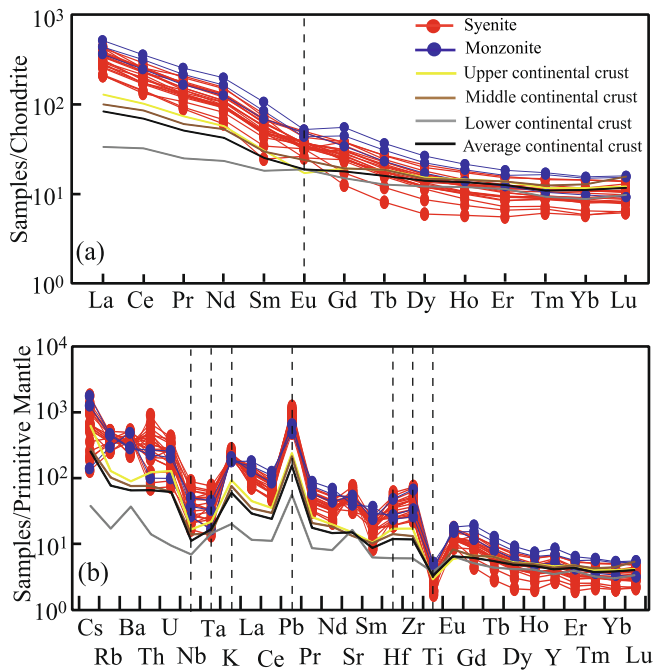 10³
10²
10¹
10⁰
Samples/Chondrite
Syenite
Monzonite
Upper continental crust
Middle continental crust
Lower continental crust
Average continental crust
(a)
La Ce Pr Nd Sm Eu Gd Tb Dy Ho Er Tm Yb Lu
10⁴
10³
10²
10¹
10⁰
Samples/Primitive Mantle
(b)
Cs Ba U Ta La Pb Nd Sm Zr Eu Tb Ho Er Yb
Rb Th Nb K Ce Pr Sr Hf Ti Gd Dy Y Tm Lu